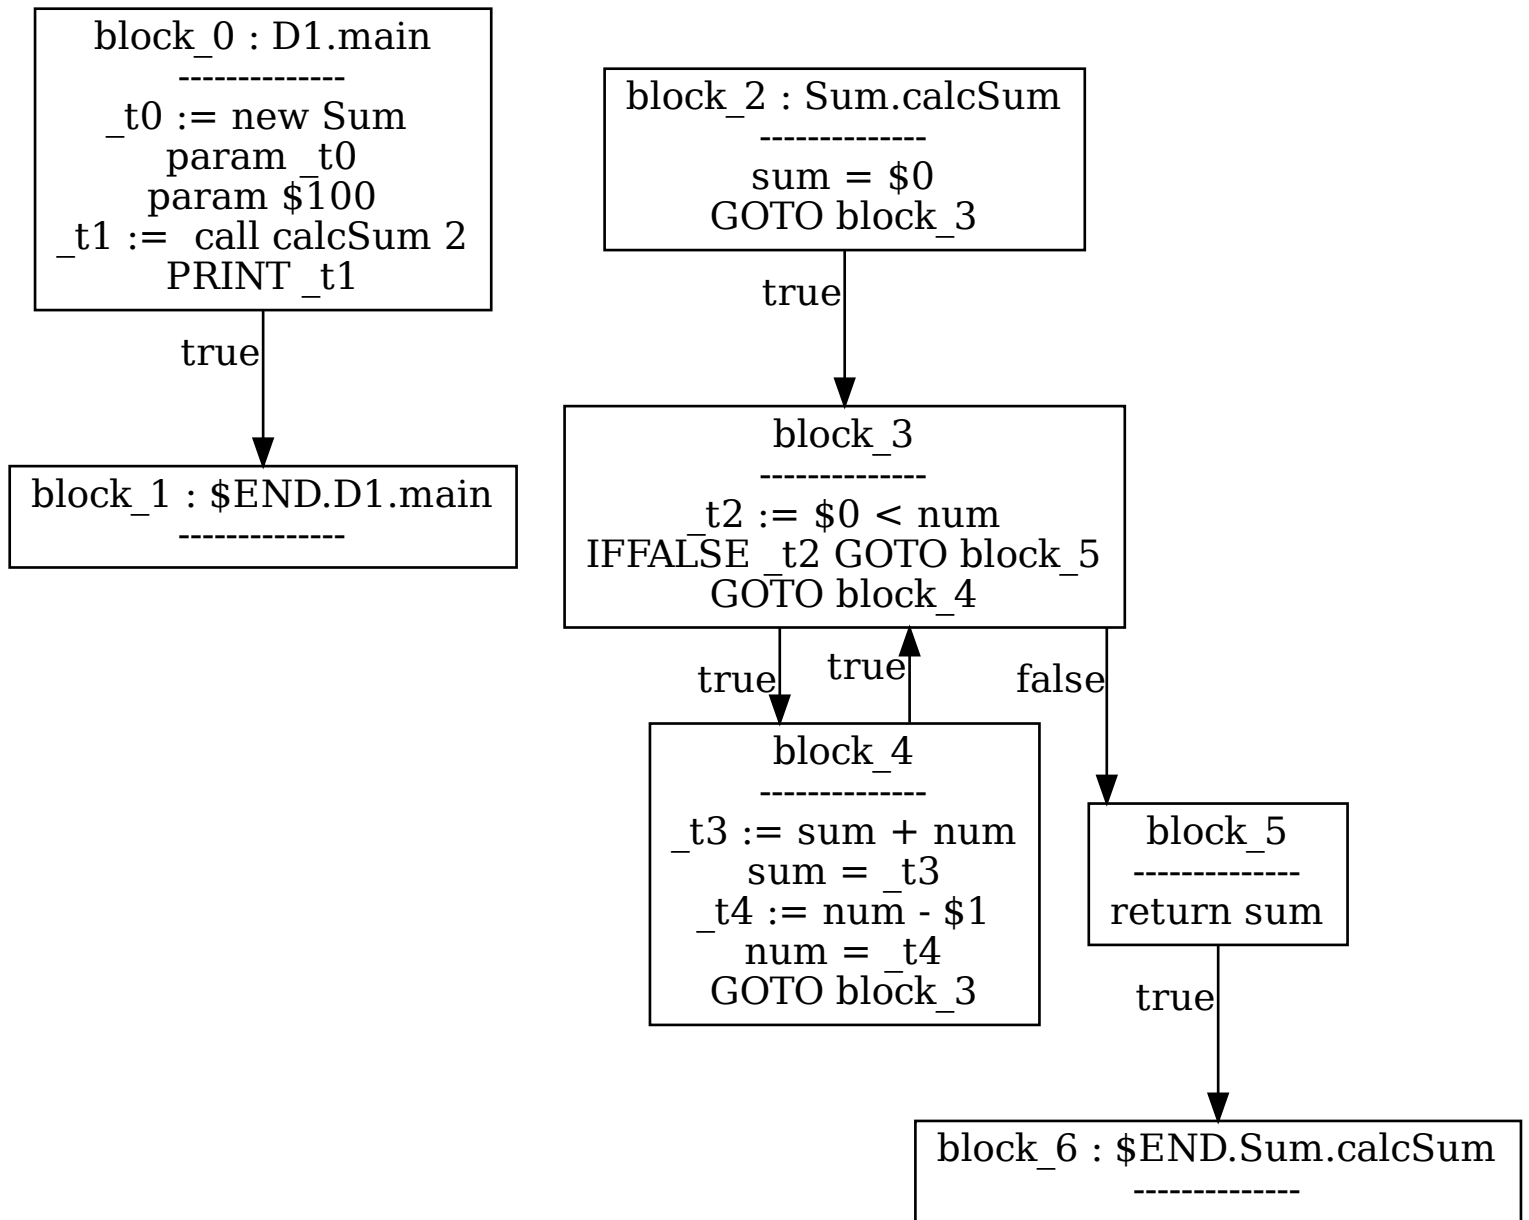 block_0 : D1.main
--------------
_t0 := new Sum
param _t0
param $100
_t1 :=  call calcSum 2
PRINT _t1
true
block_1 : $END.D1.main
--------------
block_2 : Sum.calcSum
--------------
sum = $0
GOTO block_3
true
block_3
--------------
_t2 := $0 < num
IFFALSE _t2 GOTO block_5
GOTO block_4
true
true
false
block_4
--------------
_t3 := sum + num
sum = _t3
_t4 := num - $1
num = _t4
GOTO block_3
block_5
--------------
return sum
true
block_6 : $END.Sum.calcSum
--------------